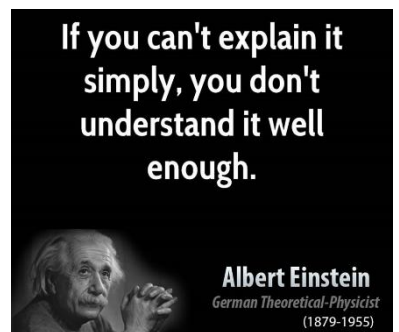 If you can't explain it
simply, you don't
understand it well
enough.
Albert Einstein
German Theoretical-Physicist
(1879-1955)